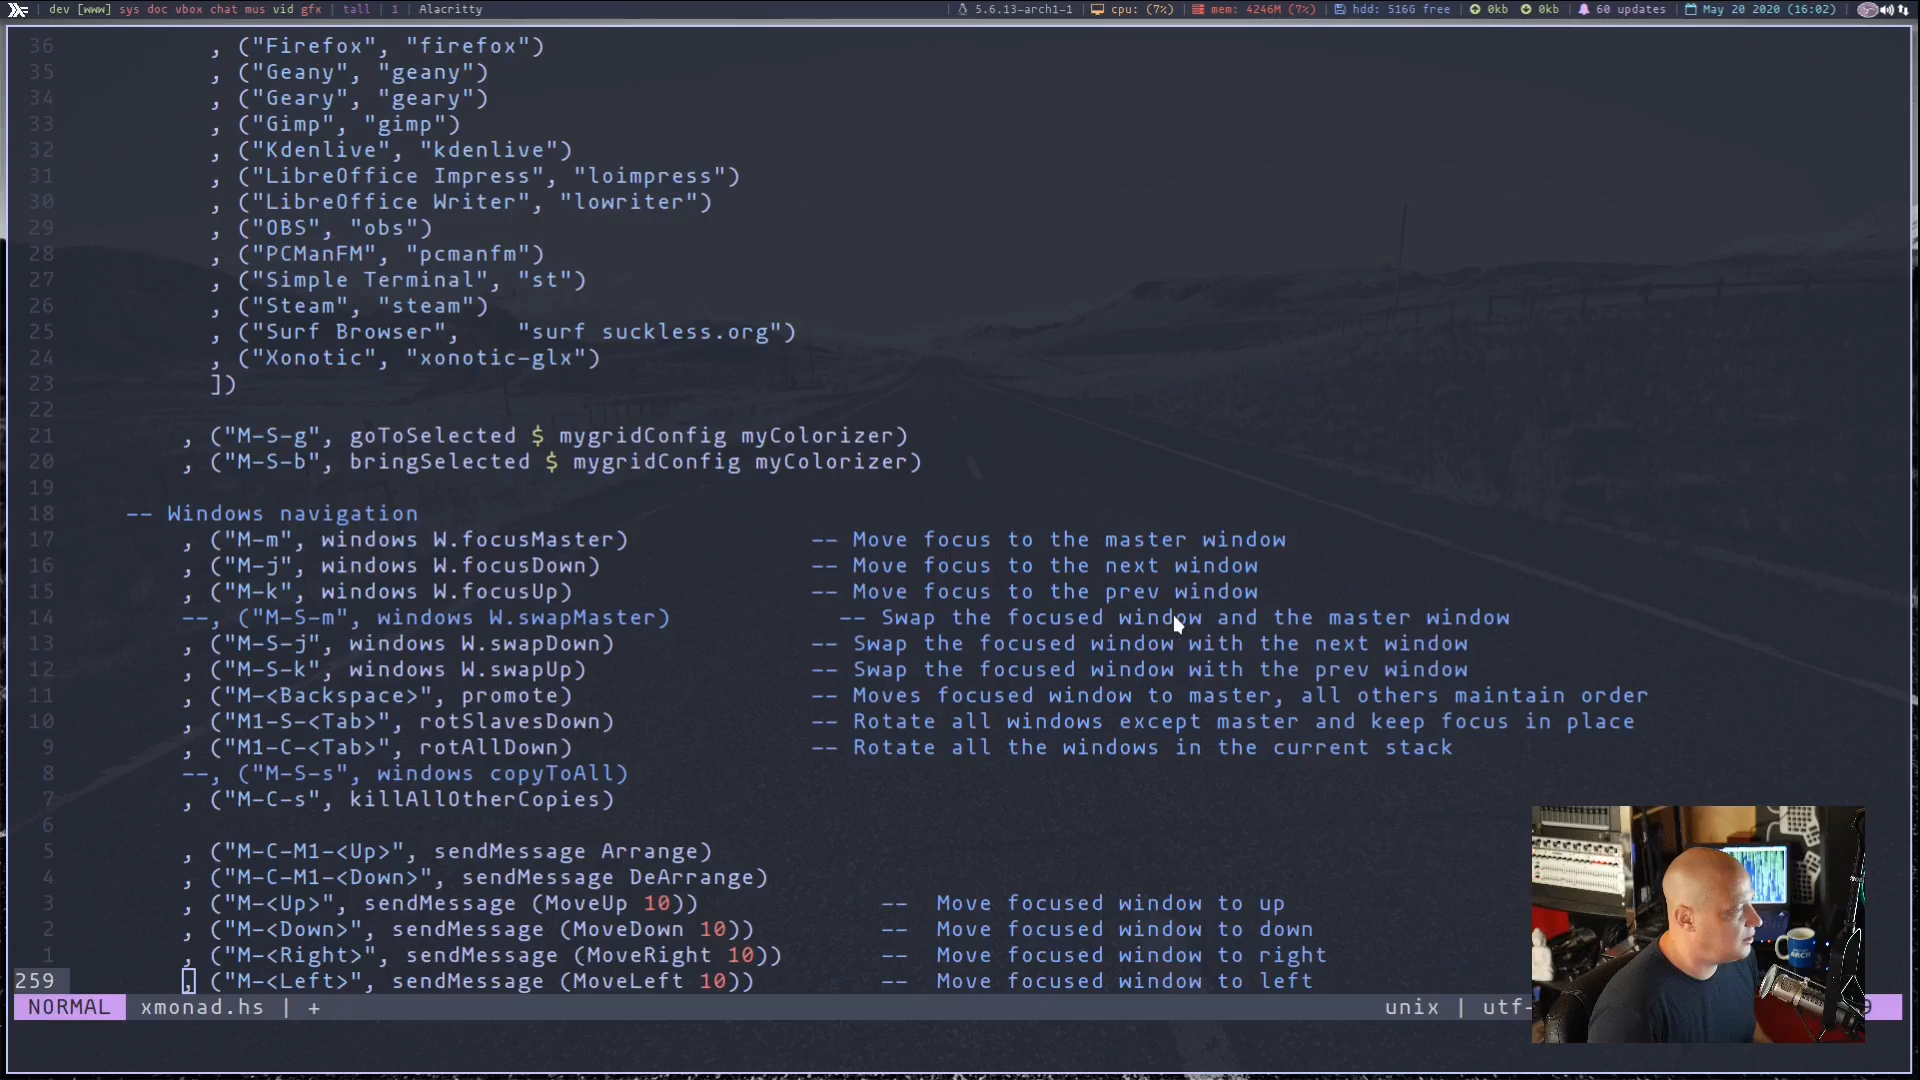 dev [www] sys doc vbox chat mus vid gfx | tall | 1 | Alacritty
| 5.6.13-arch1-1 | cpu: (7%) | mem: 4246M (7%) | hdd: 516G free | 0kb 0kb | 60 updates | May 20 2020 (16:02) |
36 , ("Firefox", "firefox")
35 , ("Geany", "geany")
34 , ("Geary", "geary")
33 , ("Gimp", "gimp")
32 , ("Kdenlive", "kdenlive")
31 , ("LibreOffice Impress", "loimpress")
30 , ("LibreOffice Writer", "lowriter")
29 , ("OBS", "obs")
28 , ("PCManFM", "pcmanfm")
27 , ("Simple Terminal", "st")
26 , ("Steam", "steam")
25 , ("Surf Browser",    "surf suckless.org")
24 , ("Xonotic", "xonotic-glx")
23 ])
22
21 , ("M-S-g", goToSelected $ mygridConfig myColorizer)
20 , ("M-S-b", bringSelected $ mygridConfig myColorizer)
19
18 -- Windows navigation
17 , ("M-m", windows W.focusMaster) -- Move focus to the master window
16 , ("M-j", windows W.focusDown) -- Move focus to the next window
15 , ("M-k", windows W.focusUp) -- Move focus to the prev window
14 --, ("M-S-m", windows W.swapMaster) -- Swap the focused window and the master window
13 , ("M-S-j", windows W.swapDown) -- Swap the focused window with the next window
12 , ("M-S-k", windows W.swapUp) -- Swap the focused window with the prev window
11 , ("M-<Backspace>", promote) -- Moves focused window to master, all others maintain order
10 , ("M1-S-<Tab>", rotSlavesDown) -- Rotate all windows except master and keep focus in place
9 , ("M1-C-<Tab>", rotAllDown) -- Rotate all the windows in the current stack
8 --, ("M-S-s", windows copyToAll)
7 , ("M-C-s", killAllOtherCopies)
6
5 , ("M-C-M1-<Up>", sendMessage Arrange)
4 , ("M-C-M1-<Down>", sendMessage DeArrange)
3 , ("M-<Up>", sendMessage (MoveUp 10)) -- Move focused window to up
2 , ("M-<Down>", sendMessage (MoveDown 10)) -- Move focused window to down
1 , ("M-<Right>", sendMessage (MoveRight 10)) -- Move focused window to right
259 , ("M-<Left>", sendMessage (MoveLeft 10)) -- Move focused window to left
NORMAL xmonad.hs | + unix | utf-